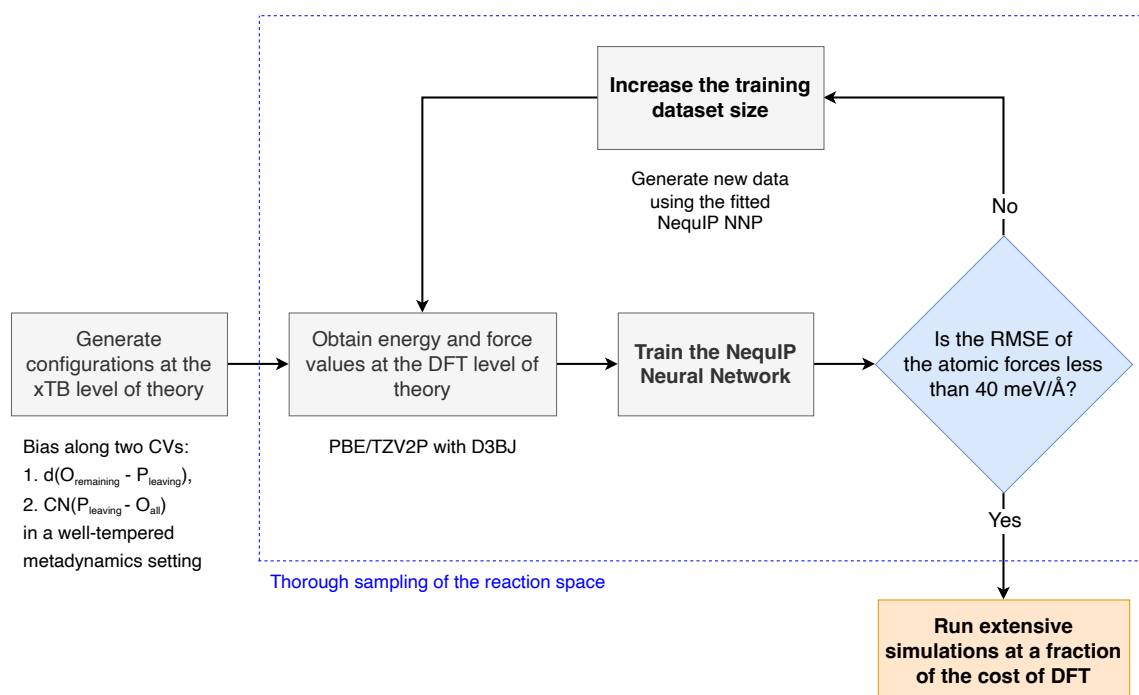 Increase the training
dataset size
Generate new data
using the fitted
NequIP NNP
No
Generate
configurations at the
xTB level of theory
Obtain energy and force
values at the DFT level of
theory
Train the NequIP
Neural Network
Is the RMSE of
the atomic forces less
than 40 meV/Å?
Bias along two CVs:
1. d(O_remaining - P_leaving),
2. CN(P_leaving - O_all)
in a well-tempered
metadynamics setting
PBE/TZV2P with D3BJ
Yes
Thorough sampling of the reaction space
Run extensive
simulations at a fraction
of the cost of DFT